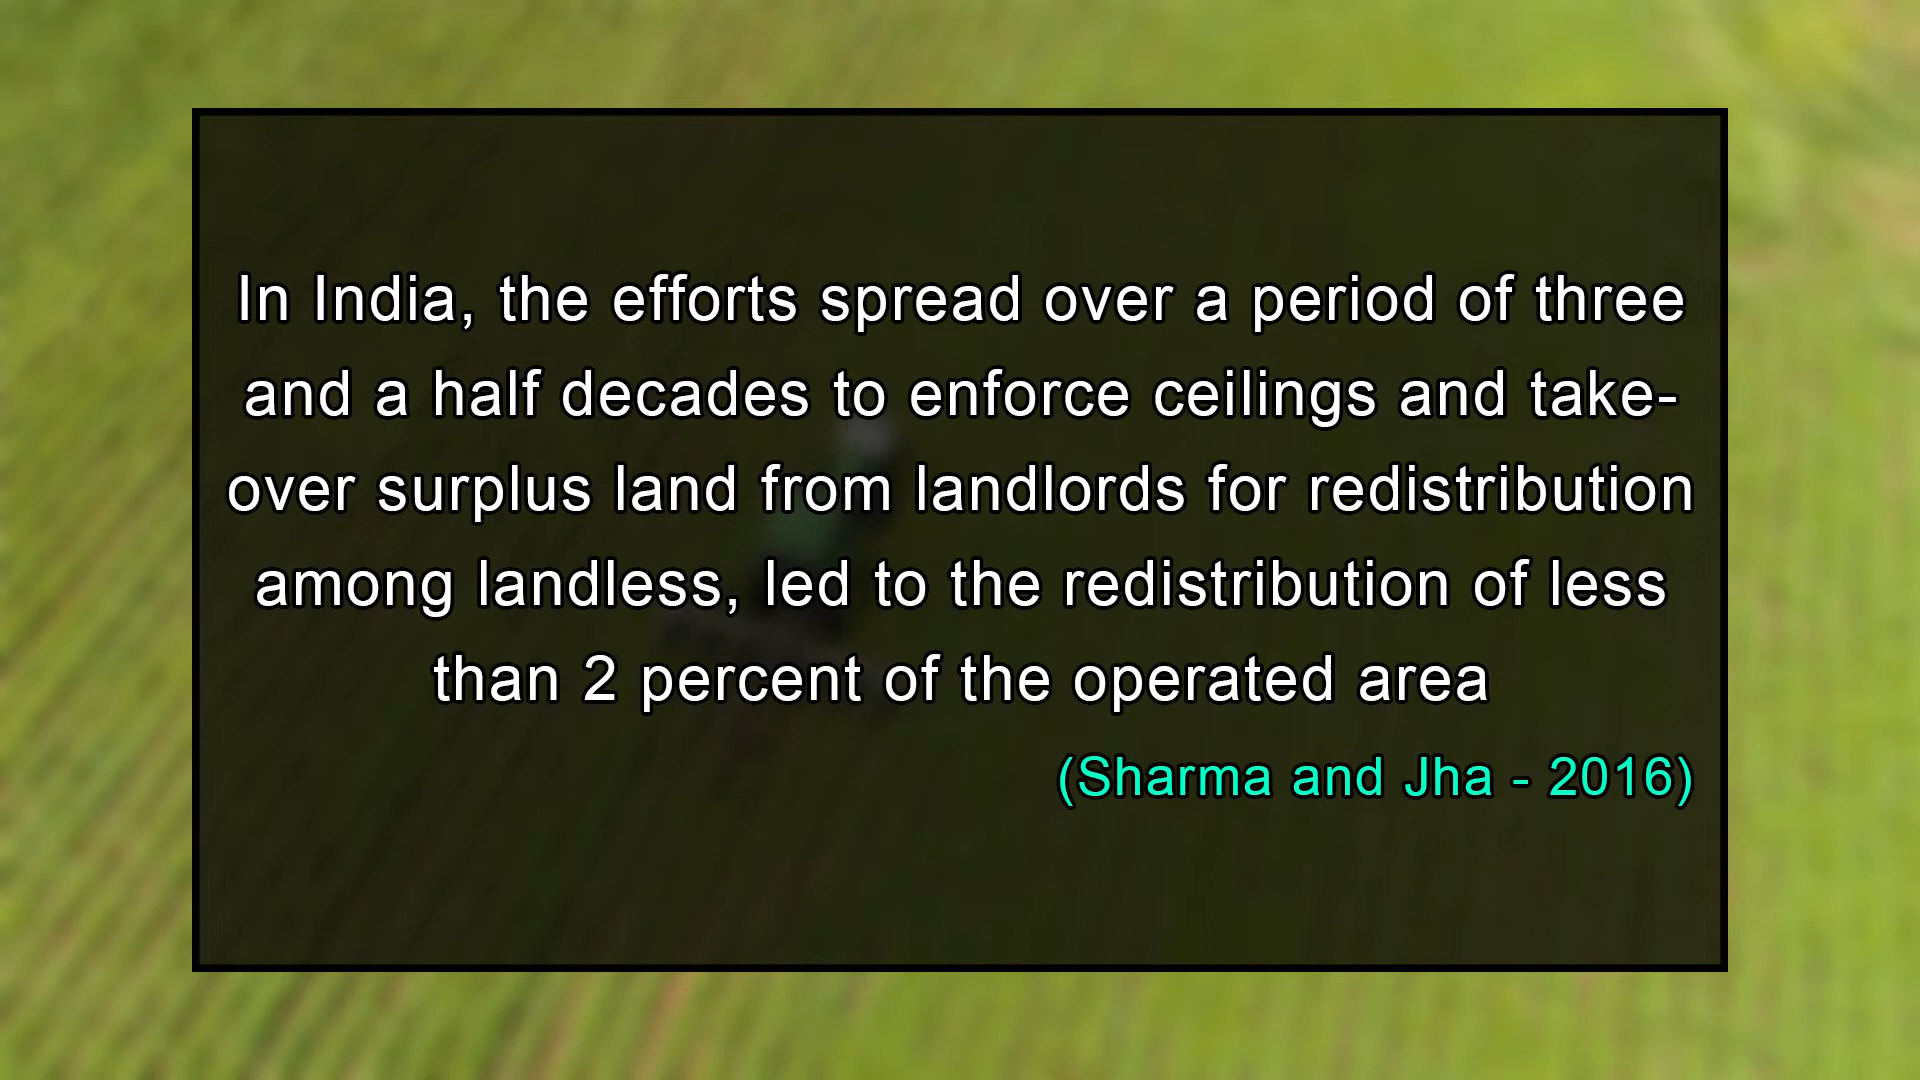 In India, the efforts spread over a period of three
and a half decades to enforce ceilings and take-
over surplus land from landlords for redistribution
among landless, led to the redistribution of less
than 2 percent of the operated area
(Sharma and Jha - 2016)